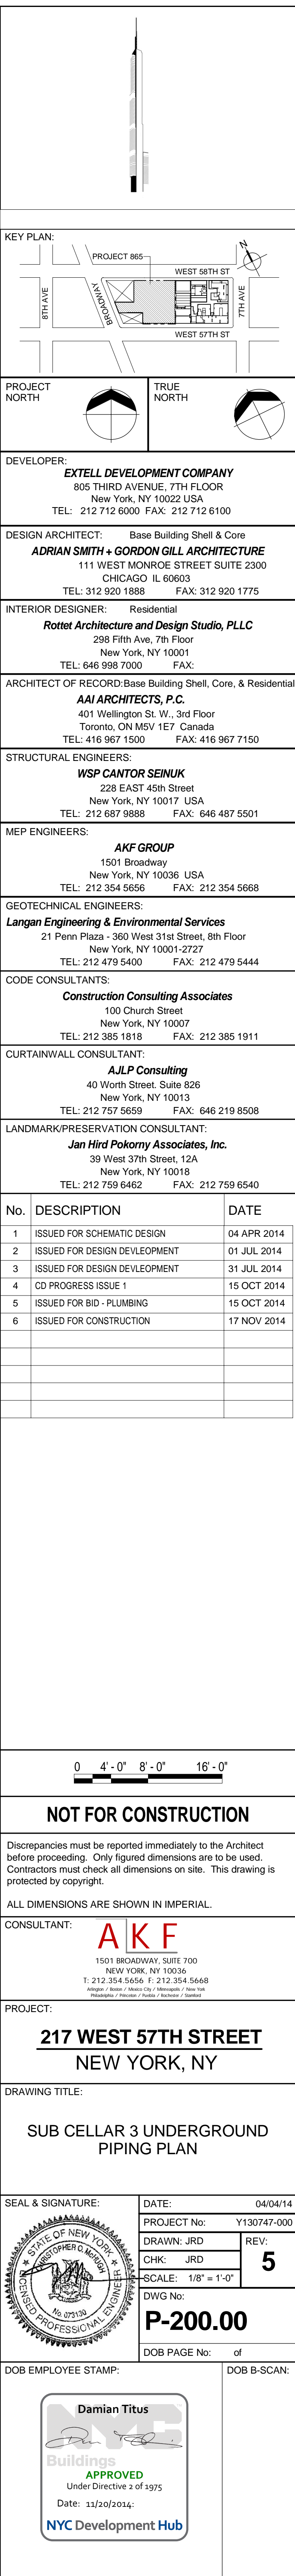 KEY PLAN:
PROJECT 865
N
WEST 58TH ST
8TH AVE
BROADWAY
7TH AVE
WEST 57TH ST
PROJECT NORTH
TRUE NORTH
DEVELOPER:
EXTELL DEVELOPMENT COMPANY
805 THIRD AVENUE, 7TH FLOOR
New York, NY 10022 USA
TEL: 212 712 6000 FAX: 212 712 6100
DESIGN ARCHITECT: Base Building Shell & Core
ADRIAN SMITH + GORDON GILL ARCHITECTURE
111 WEST MONROE STREET SUITE 2300
CHICAGO IL 60603
TEL: 312 920 1888 FAX: 312 920 1775
INTERIOR DESIGNER: Residential
Rottet Architecture and Design Studio, PLLC
298 Fifth Ave, 7th Floor
New York, NY 10001
TEL: 646 998 7000 FAX:
ARCHITECT OF RECORD:Base Building Shell, Core, & Residential
AAI ARCHITECTS, P.C.
401 Wellington St. W., 3rd Floor
Toronto, ON M5V 1E7 Canada
TEL: 416 967 1500 FAX: 416 967 7150
STRUCTURAL ENGINEERS:
WSP CANTOR SEINUK
228 EAST 45th Street
New York, NY 10017 USA
TEL: 212 687 9888 FAX: 646 487 5501
MEP ENGINEERS:
AKF GROUP
1501 Broadway
New York, NY 10036 USA
TEL: 212 354 5656 FAX: 212 354 5668
GEOTECHNICAL ENGINEERS:
Langan Engineering & Environmental Services
21 Penn Plaza - 360 West 31st Street, 8th Floor
New York, NY 10001-2727
TEL: 212 479 5400 FAX: 212 479 5444
CODE CONSULTANTS:
Construction Consulting Associates
100 Church Street
New York, NY 10007
TEL: 212 385 1818 FAX: 212 385 1911
CURTAINWALL CONSULTANT:
AJLP Consulting
40 Worth Street. Suite 826
New York, NY 10013
TEL: 212 757 5659 FAX: 646 219 8508
LANDMARK/PRESERVATION CONSULTANT:
Jan Hird Pokorny Associates, Inc.
39 West 37th Street, 12A
New York, NY 10018
TEL: 212 759 6462 FAX: 212 759 6540
No. DESCRIPTION DATE
1 ISSUED FOR SCHEMATIC DESIGN 04 APR 2014
2 ISSUED FOR DESIGN DEVLEOPMENT 01 JUL 2014
3 ISSUED FOR DESIGN DEVLEOPMENT 31 JUL 2014
4 CD PROGRESS ISSUE 1 15 OCT 2014
5 ISSUED FOR BID - PLUMBING 15 OCT 2014
6 ISSUED FOR CONSTRUCTION 17 NOV 2014
0 4' - 0" 8' - 0" 16' - 0"
NOT FOR CONSTRUCTION
Discrepancies must be reported immediately to the Architect
before proceeding. Only figured dimensions are to be used.
Contractors must check all dimensions on site. This drawing is
protected by copyright.
ALL DIMENSIONS ARE SHOWN IN IMPERIAL.
CONSULTANT:
AKF
1501 BROADWAY, SUITE 700
NEW YORK, NY 10036
T: 212.354.5656 F: 212.354.5668
Arlington / Boston / Mexico City / Minneapolis / New York
Philadelphia / Princeton / Puebla / Rochester / Stamford
PROJECT:
217 WEST 57TH STREET
NEW YORK, NY
DRAWING TITLE:
SUB CELLAR 3 UNDERGROUND
PIPING PLAN
SEAL & SIGNATURE:
STATE OF NEW YORK
CHRISTOPHER O. McHUGH
No. 073130
LICENSED PROFESSIONAL ENGINEER
DATE: 04/04/14
PROJECT No: Y130747-000
DRAWN: JRD
CHK: JRD
SCALE: 1/8" = 1'-0"
REV:
5
DWG No:
P-200.00
DOB PAGE No: of
DOB EMPLOYEE STAMP:
DOB B-SCAN:
Damian Titus
NYC
Buildings
APPROVED
Under Directive 2 of 1975
Date: 11/20/2014:
NYC Development Hub